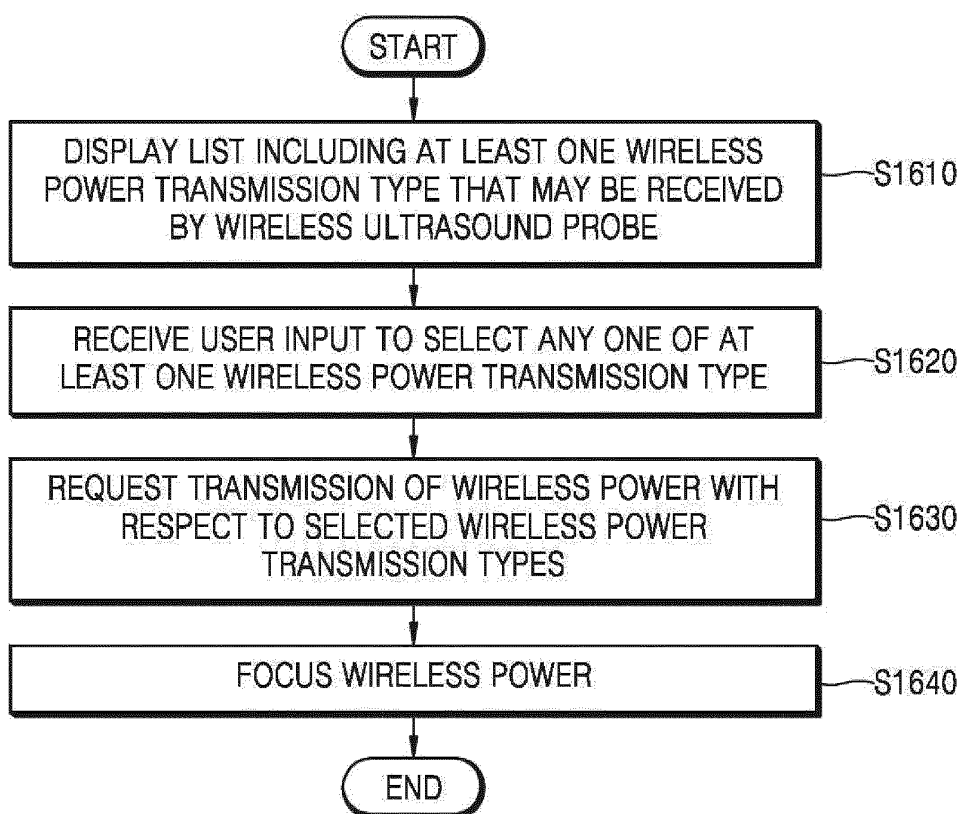 START
DISPLAY LIST INCLUDING AT LEAST ONE WIRELESS
POWER TRANSMISSION TYPE THAT MAY BE RECEIVED
BY WIRELESS ULTRASOUND PROBE
S1610
RECEIVE USER INPUT TO SELECT ANY ONE OF AT
LEAST ONE WIRELESS POWER TRANSMISSION TYPE
S1620
REQUEST TRANSMISSION OF WIRELESS POWER WITH
RESPECT TO SELECTED WIRELESS POWER
TRANSMISSION TYPES
S1630
FOCUS WIRELESS POWER
S1640
END